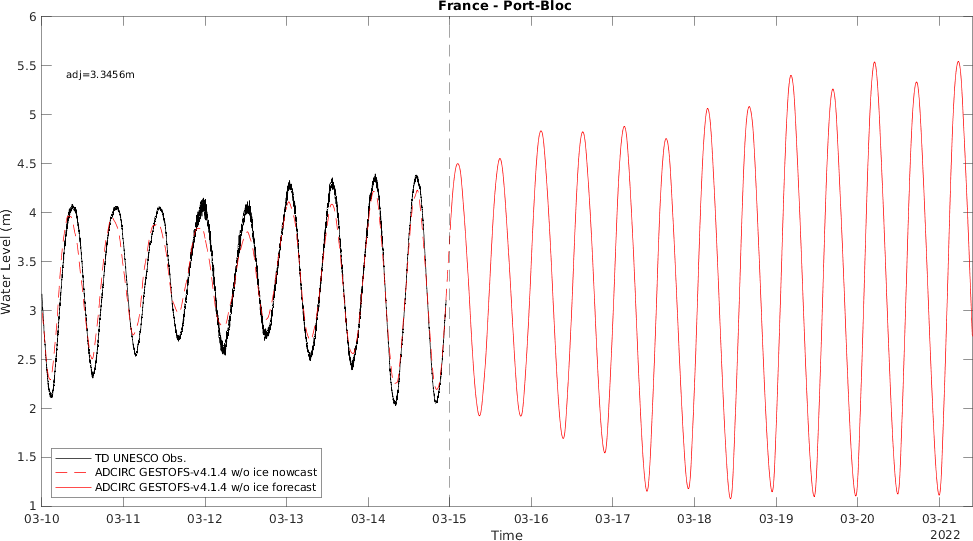 France - Port-Bloc
6
5.5
adj=3.3456m
5
4.5
4
3.5
3
2.5
2
1.5
1
Water Level (m)
TD UNESCO Obs.
ADCIRC GESTOFS-v4.1.4 w/o ice nowcast
ADCIRC GESTOFS-v4.1.4 w/o ice forecast
03-10 03-11 03-12 03-13 03-14 03-15 03-16 03-17 03-18 03-19 03-20 03-21
Time
2022